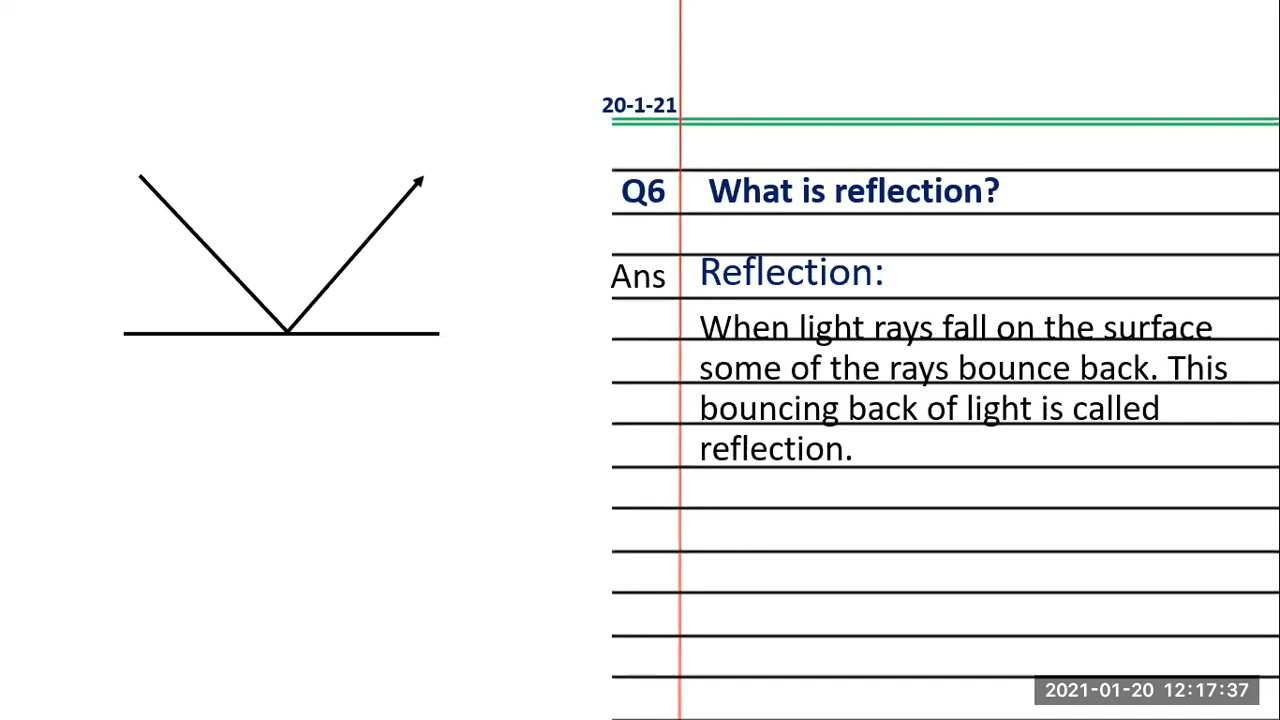 20-1-21
Q6 What is reflection?
Ans Reflection:
When light rays fall on the surface
some of the rays bounce back. This
bouncing back of light is called
reflection.
2021-01-20 12:17:37